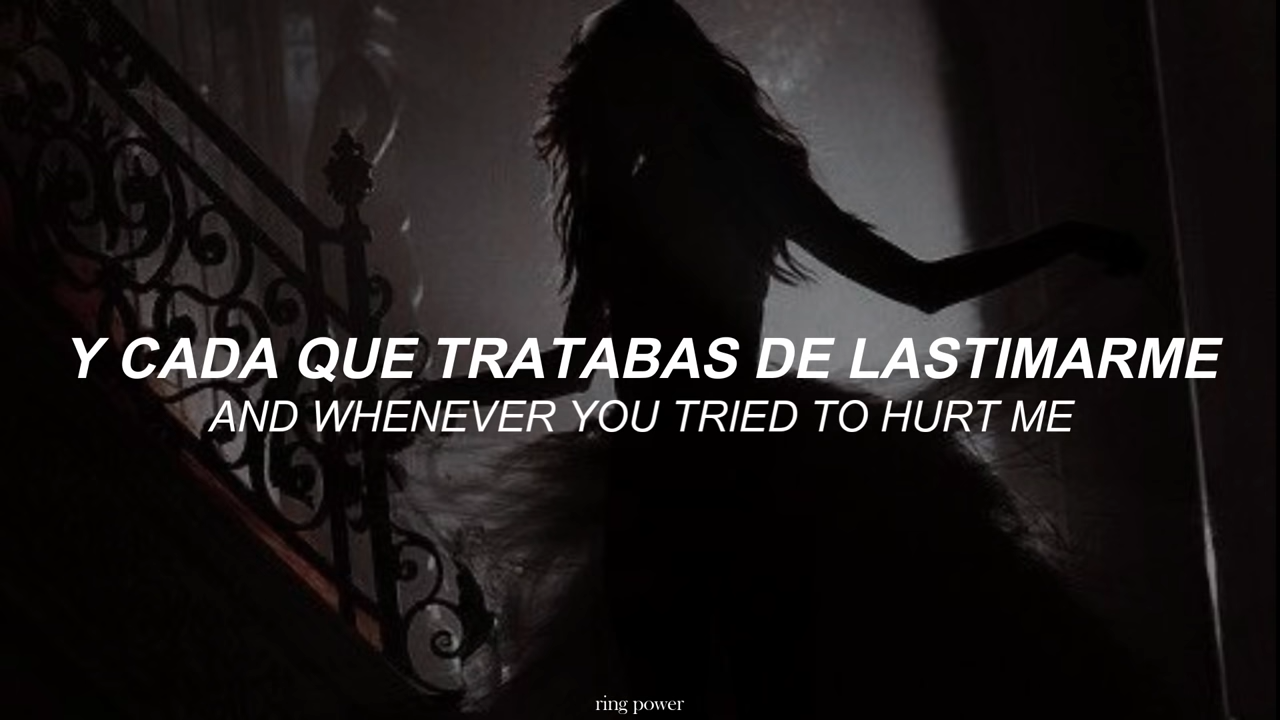 Y CADA QUE TRATABAS DE LASTIMARME
AND WHENEVER YOU TRIED TO HURT ME
ring power